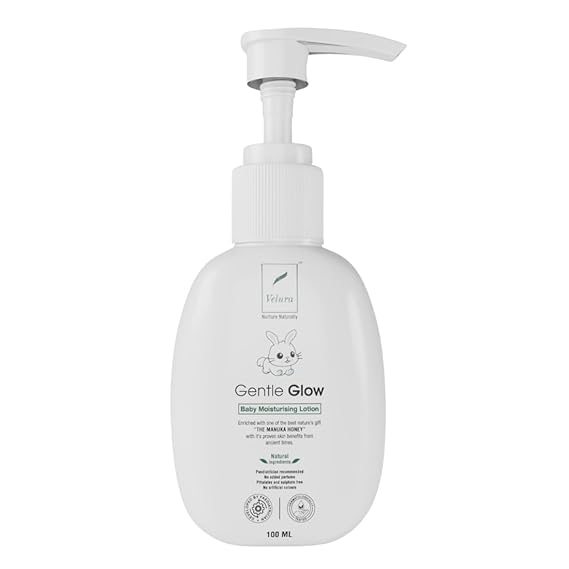 Velura
Nurture Naturally
Gentle Glow
Baby Moisturising Lotion
Enriched with one of the best nature's gift
"THE MANUKA HONEY"
with it's proven skin benefits from
ancient times.
Natural
Ingredients
Paediatrician recommended
No added perfume
Phtalates and sulphate free
No artificial colours
100 ML